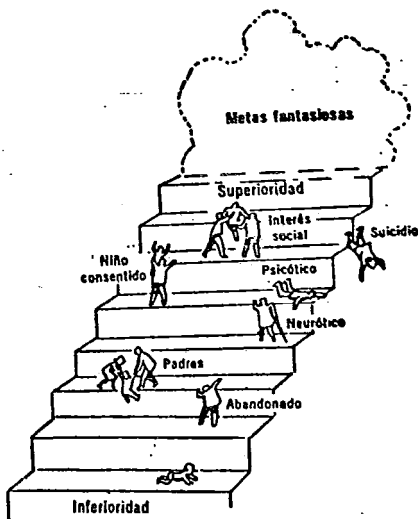 Metas fantasiosas
Superioridad
Interés
social
Suicidio
Niño
consentido
Psicótico
Neurótico
Padres
Abandonado
Inferioridad